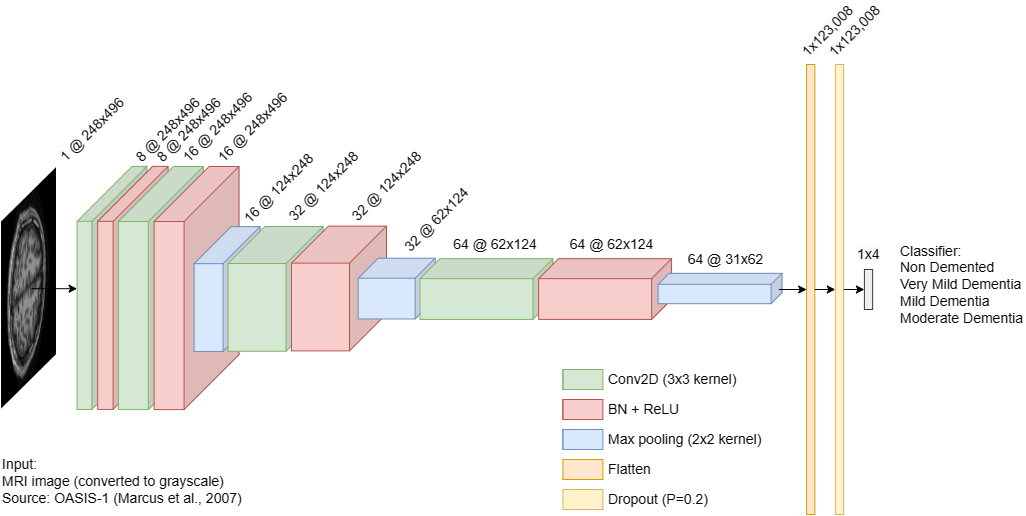 1 @ 248x496
8 @ 248x496
8 @ 248x496
16 @ 248x496
16 @ 248x496
16 @ 124x248
32 @ 124x248
32 @ 124x248
32 @ 62x124
64 @ 62x124
64 @ 62x124
64 @ 31x62
1x123,008
1x123,008
1x4
Classifier:
Non Demented
Very Mild Dementia
Mild Dementia
Moderate Dementia
Conv2D (3x3 kernel)
BN + ReLU
Max pooling (2x2 kernel)
Flatten
Dropout (P=0.2)
Input:
MRI image (converted to grayscale)
Source: OASIS-1 (Marcus et al., 2007)